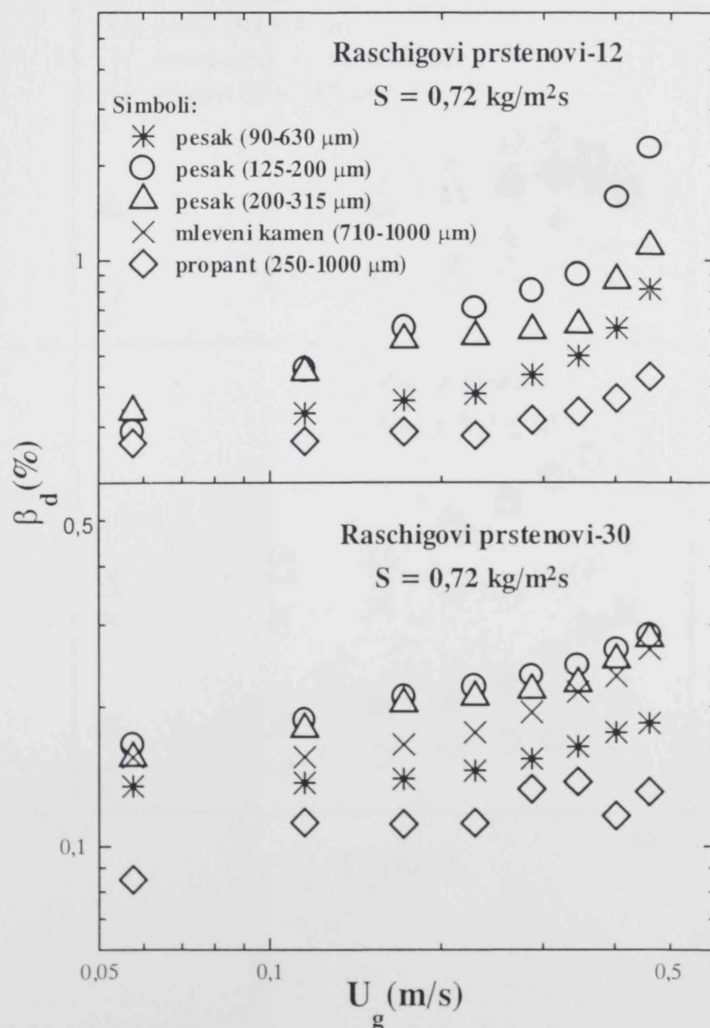 Raschigovi prstenovi-12
S = 0,72 kg/m²s
Simboli:
pesak (90-630 μm)
pesak (125-200 μm)
pesak (200-315 μm)
mleveni kamen (710-1000 μm)
propant (250-1000 μm)
1
β_d (%)
0,5
Raschigovi prstenovi-30
S = 0,72 kg/m²s
0,1
0,05 0,1 0,5
U_g (m/s)